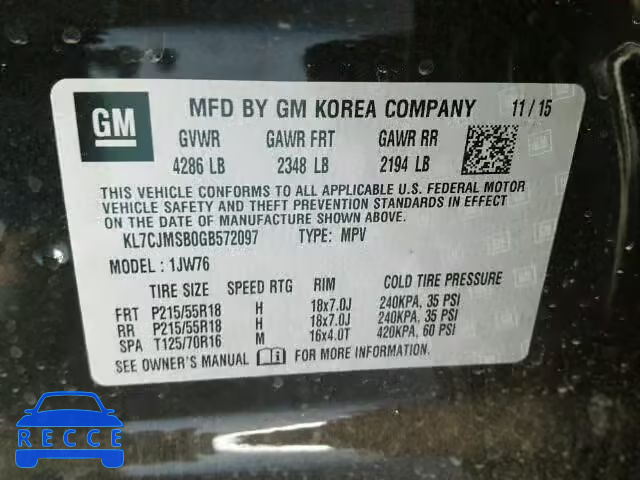 GM
MFD BY GM KOREA COMPANY 11/15
GVWR GAWR FRT GAWR RR
4286 LB 2348 LB 2194 LB
THIS VEHICLE CONFORMS TO ALL APPLICABLE U.S. FEDERAL MOTOR
VEHICLE SAFETY AND THEFT PREVENTION STANDARDS IN EFFECT
ON THE DATE OF MANUFACTURE SHOWN ABOVE.
KL7CJMSB0GB572097 TYPE: MPV
MODEL : 1JW76
TIRE SIZE SPEED RTG RIM COLD TIRE PRESSURE
FRT P215/55R18 H 18x7.0J 240KPA, 35 PSI
RR P215/55R18 H 18x7.0J 240KPA, 35 PSI
SPA T125/70R16 16x4.0T 420KPA, 60 PSI
SEE OWNER'S MANUAL FOR MORE INFORMATION.
RECCE